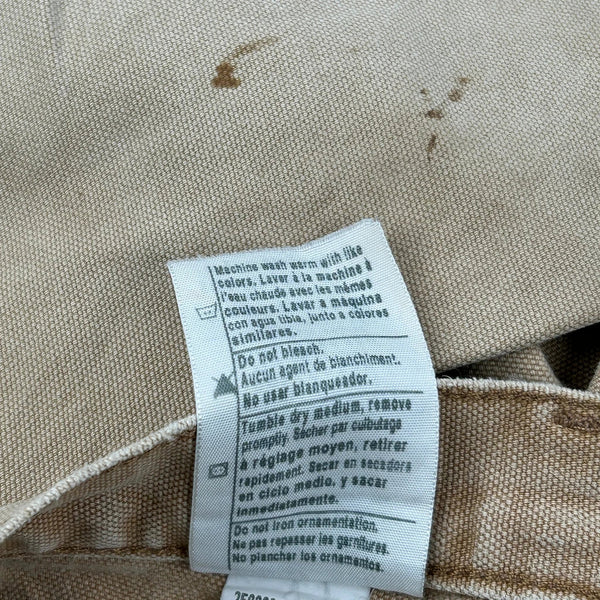 Machine wash warm with like
colors. Laver à la machine à
l'eau chaude avec les mêmes
couleurs. Lavar a maquina
con agua tibia, junto a colores
similares.
Do not bleach.
Aucun agent de blanchiment.
No usar blanqueador.
Tumble dry medium, remove
promptly. Sécher par culbutage
à réglage moyen, retirer
rapidement. Secar en secadora
en ciclo medio, y sacar
inmediatamente.
Do not iron ornamentation.
Ne pas repasser les garnitures.
No planchar los ornamentos.